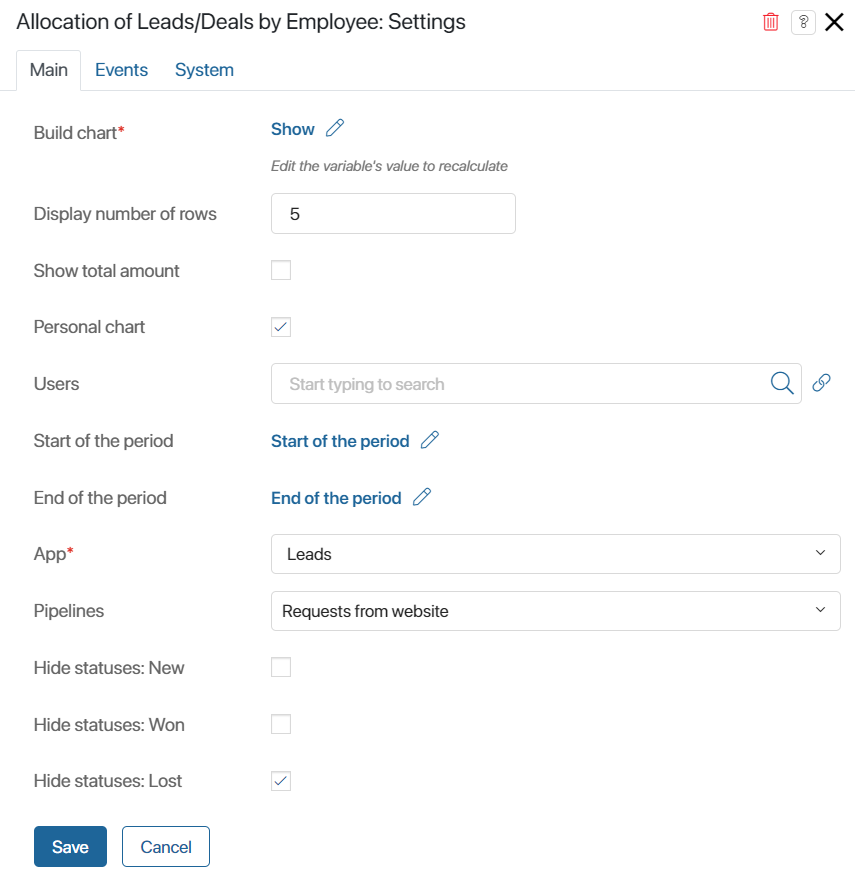 Allocation of Leads/Deals by Employee: Settings
?
Main Events System
Build chart* Show
Edit the variable's value to recalculate
Display number of rows 5
Show total amount
Personal chart
Users Start typing to search
Start of the period Start of the period
End of the period End of the period
App* Leads
Pipelines Requests from website
Hide statuses: New
Hide statuses: Won
Hide statuses: Lost
Save Cancel